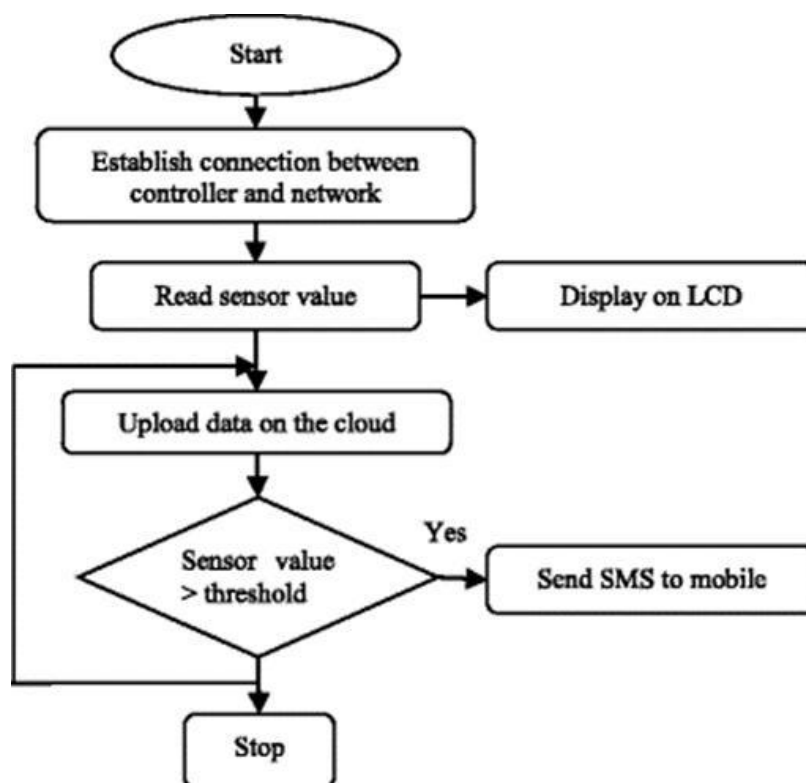 Start
Establish connection between
controller and network
Read sensor value
Display on LCD
Upload data on the cloud
Yes
Sensor value
> threshold
Send SMS to mobile
Stop